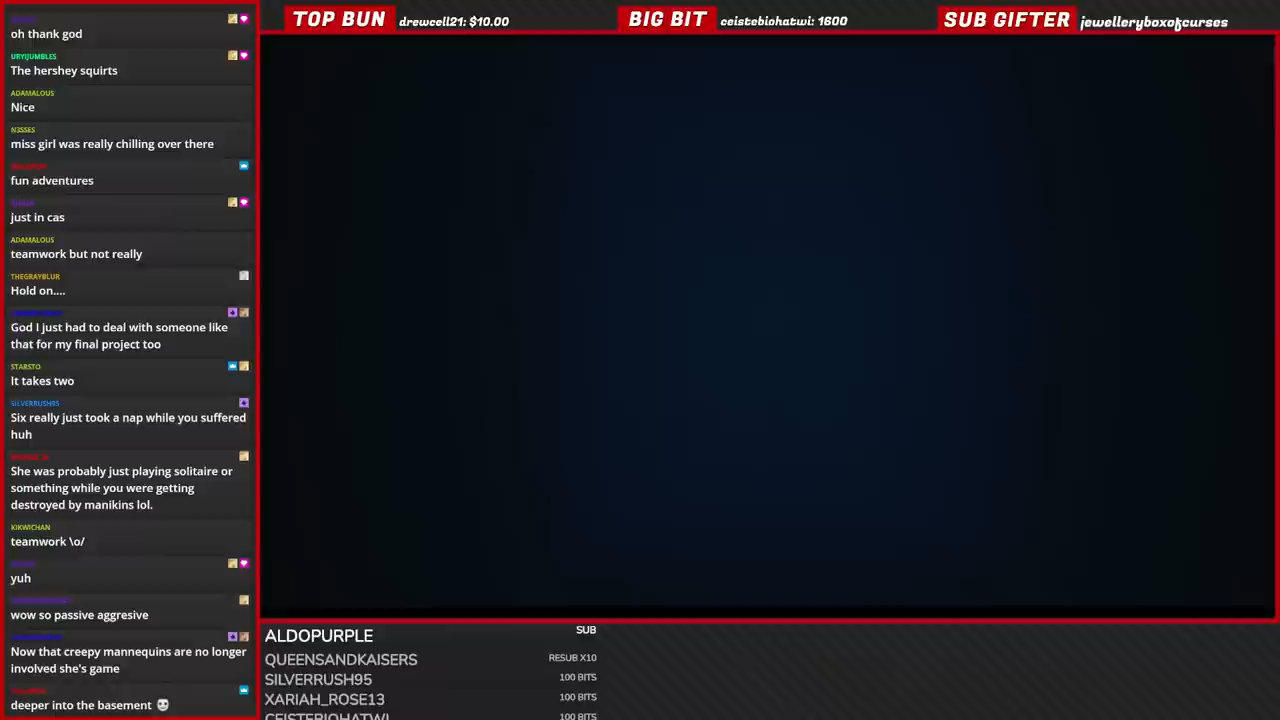 TOP BUN drewcell21: $10.00 BIG BIT ceistebiohatwi: 1600 SUB GIFTER jewelleryboxofcurses
oh thank god
URYIJUMBLES
The hershey squirts
ADAMALOUS
Nice
N3SSES
miss girl was really chilling over there
fun adventures
just in cas
ADAMALOUS
teamwork but not really
THEGRAYBLUR
Hold on....
God I just had to deal with someone like
that for my final project too
STARSTO
It takes two
SILVERRUSH95
Six really just took a nap while you suffered
huh
She was probably just playing solitaire or
something while you were getting
destroyed by manikins lol.
KIKWICHAN
teamwork \o/
yuh
wow so passive aggresive
Now that creepy mannequins are no longer
involved she's game
deeper into the basement
ALDOPURPLE SUB
QUEENSANDKAISERS RESUB X10
SILVERRUSH95 100 BITS
XARIAH_ROSE13 100 BITS
CEISTEBIOHATWI 100 BITS